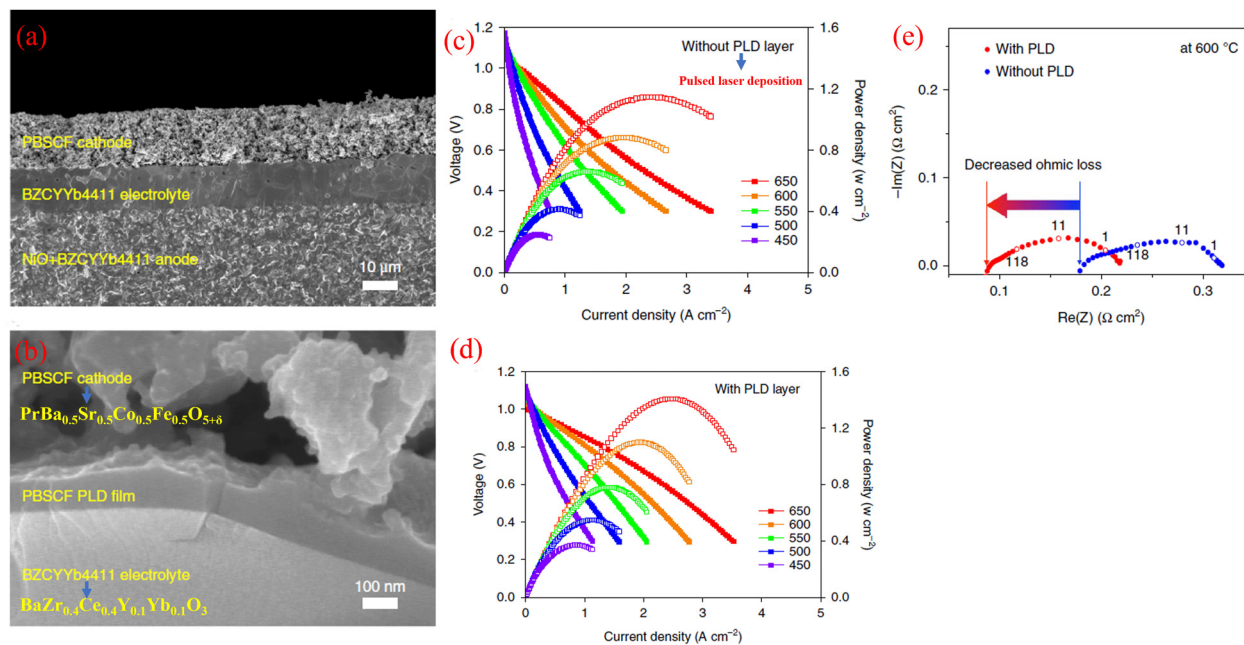 (a)
PBSCF cathode
BZCYYb4411 electrolyte
NiO+BZCYYb4411 anode
10 µm
(b)
PBSCF cathode
PrBa0.5Sr0.5Co0.5Fe0.5O5+δ
PBSCF PLD film
BZCYYb4411 electrolyte
BaZr0.4Ce0.4Y0.1Yb0.1O3
100 nm
(c)
Without PLD layer
Pulsed laser deposition
Voltage (V)
1.2
1.0
0.8
0.6
0.4
0.2
0.0
Power density (w cm−2)
1.6
1.2
0.8
0.4
0.0
650
600
550
500
450
0 1 2 3 4 5
Current density (A cm−2)
(d)
With PLD layer
Voltage (V)
1.2
1.0
0.8
0.6
0.4
0.2
0.0
Power density (w cm−2)
1.6
1.2
0.8
0.4
0.0
650
600
550
500
450
0 1 2 3 4 5
Current density (A cm−2)
(e)
With PLD
Without PLD
at 600 °C
Decreased ohmic loss
−Im(Z) (Ω cm2)
0.2
0.1
0.0
118
11
1
118
11
1
0.1 0.2 0.3
Re(Z) (Ω cm2)